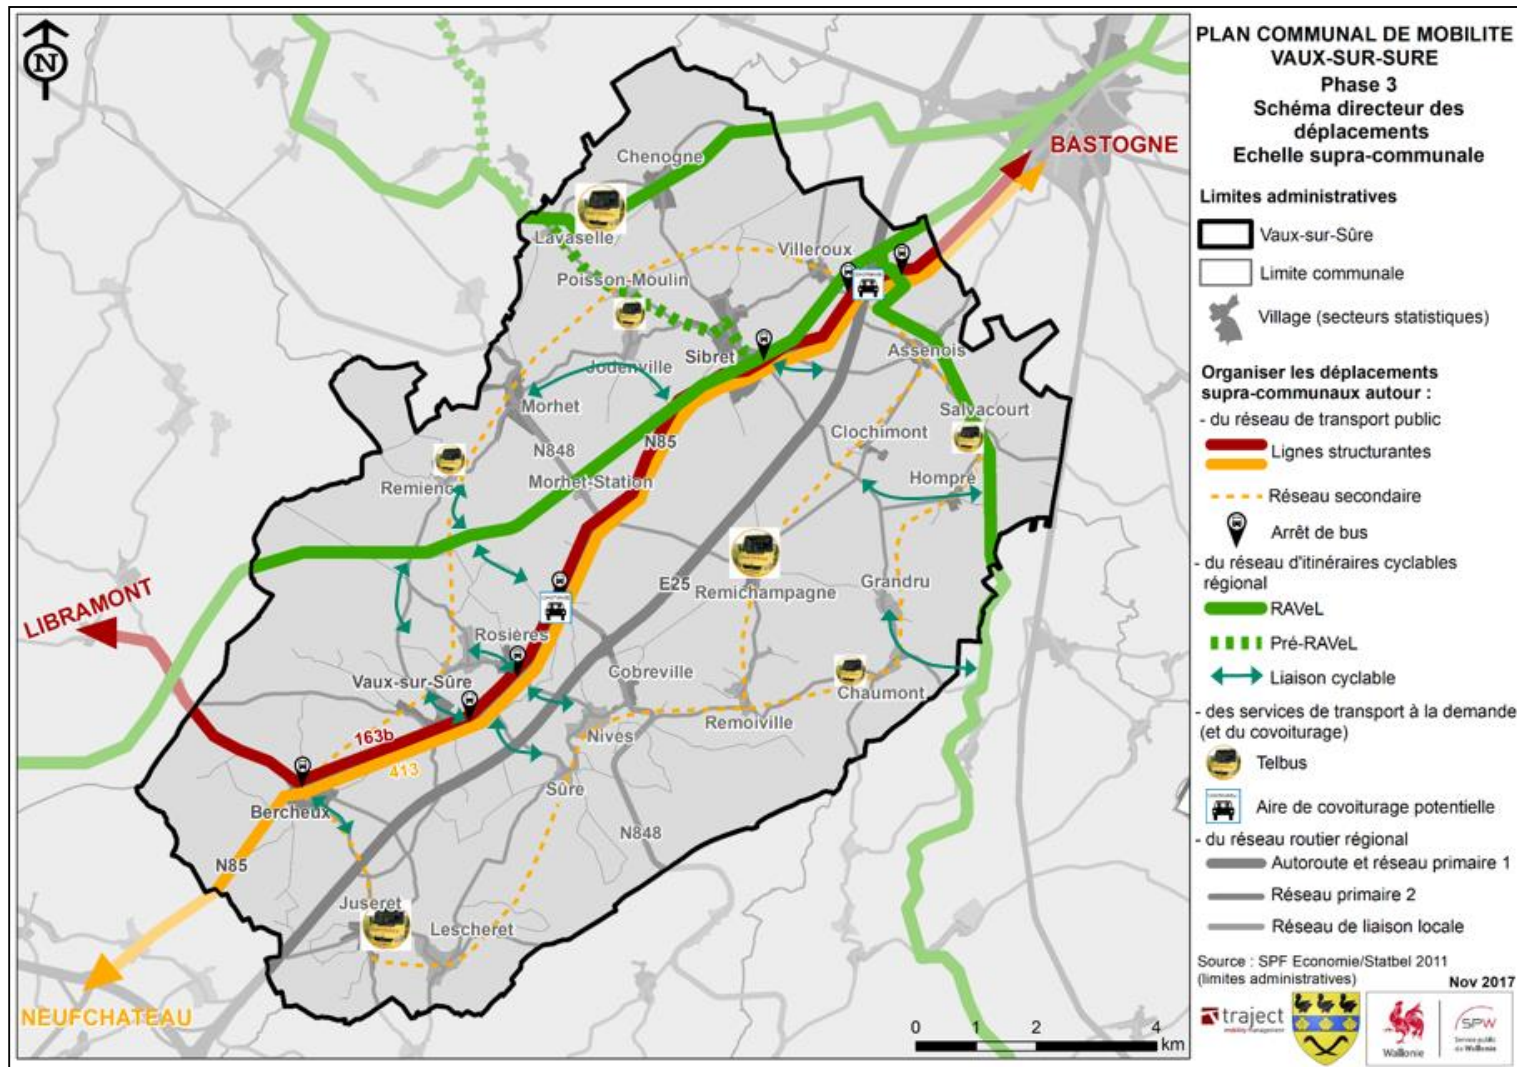 PLAN COMMUNAL DE MOBILITE
VAUX-SUR-SURE
Phase 3
Schéma directeur des
déplacements
Echelle supra-communale
Limites administratives
Vaux-sur-Sûre
Limite communale
Village (secteurs statistiques)
Organiser les déplacements
supra-communaux autour :
- du réseau de transport public
Lignes structurantes
Réseau secondaire
Arrêt de bus
- du réseau d'itinéraires cyclables
régional
RAVeL
Pré-RAVeL
Liaison cyclable
- des services de transport à la demande
(et du covoiturage)
Telbus
Aire de covoiturage potentielle
- du réseau routier régional
Autoroute et réseau primaire 1
Réseau primaire 2
Réseau de liaison locale
Source : SPF Economie/Statbel 2011
(limites administratives)
Nov 2017
traject
mobility management
Wallonie
SPW
Service public
de Wallonie
N
BASTOGNE
Chenogne
Lavaselle
Villeroux
Poisson-Moulin
Sibret
Assenois
Jodenville
Morhet
Salvacourt
Clochimont
N85
N848
Hompré
Remience
Morhet-Station
E25
Remichampagne
Grandru
LIBRAMONT
Rosières
Cobreville
Vaux-sur-Sûre
Chaumont
Remoiville
Nives
163b
413
Sûre
Bercheux
N848
N85
Juseret
Lescheret
NEUFCHATEAU
0 1 2 4
km